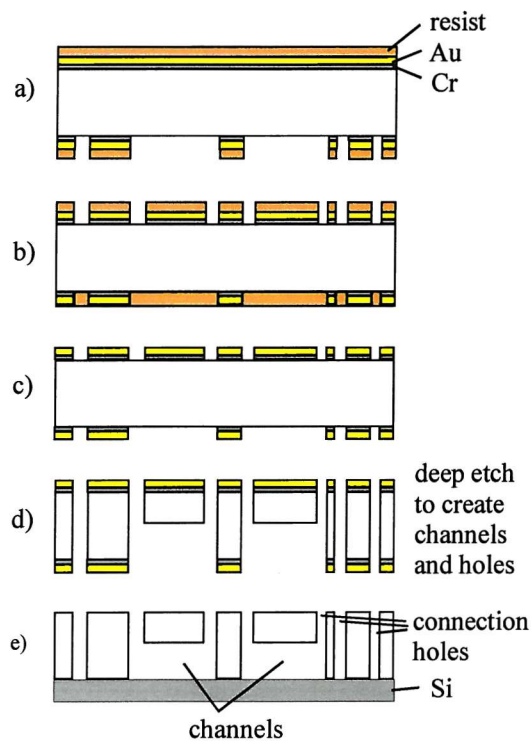 resist
Au
Cr
a)
b)
c)
d)
deep etch
to create
channels
and holes
e)
connection
holes
Si
channels